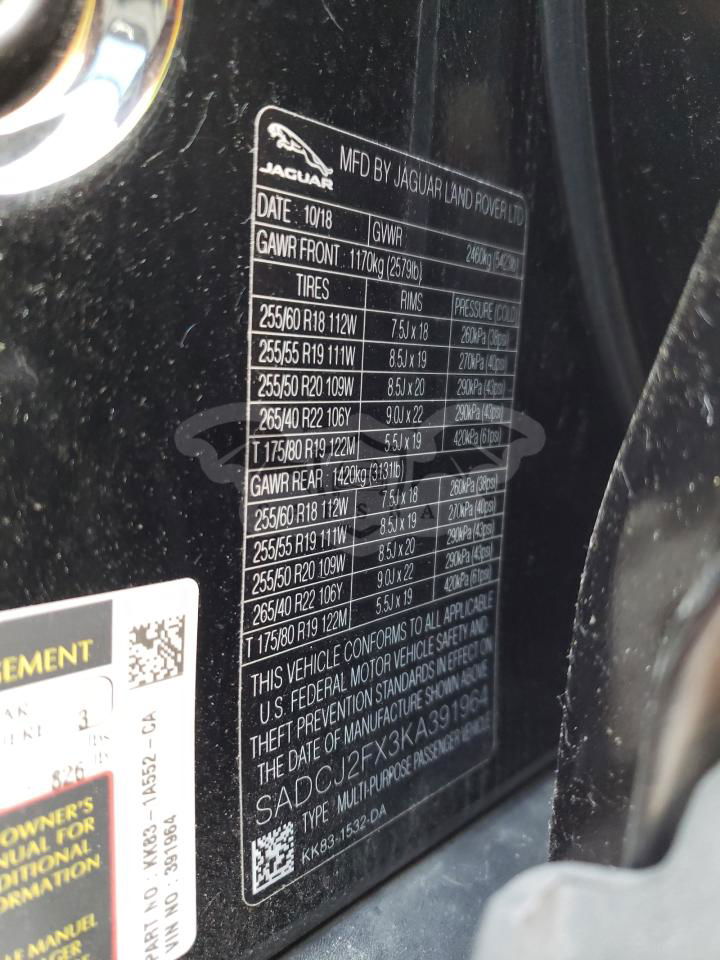 JAGUAR
MFD BY JAGUAR LAND ROVER LTD
DATE: 10/18 GVWR 2460kg (5423lb)
GAWR FRONT: 1170kg (2579lb)
TIRES RIMS PRESSURE (COLD)
255/60 R18 112W 7.5J x 18 260kPa (38psi)
255/55 R19 111W 8.5J x 19 270kPa (40psi)
255/50 R20 109W 8.5J x 20 290kPa (43psi)
265/40 R22 106Y 9.0J x 22 290kPa (43psi)
T 175/80 R19 122M 5.5J x 19 420kPa (61psi)
GAWR REAR: 1420kg (3131lb)
255/60 R18 112W 7.5J x 18 260kPa (38psi)
255/55 R19 111W 8.5J x 19 270kPa (40psi)
255/50 R20 109W 8.5J x 20 290kPa (43psi)
265/40 R22 106Y 9.0J x 22 290kPa (43psi)
T 175/80 R19 122M 5.5J x 19 420kPa (61psi)
THIS VEHICLE CONFORMS TO ALL APPLICABLE
U.S. FEDERAL MOTOR VEHICLE SAFETY AND
THEFT PREVENTION STANDARDS IN EFFECT ON
THE DATE OF MANUFACTURE SHOWN ABOVE
SADCJ2FX3KA391964
TYPE: MULTI-PURPOSE PASSENGER VEHICLE
KK83-1532-DA
3
826
OWNER'S
FOR
PART NO: KK83-1A552-CA
VIN NO: 391964